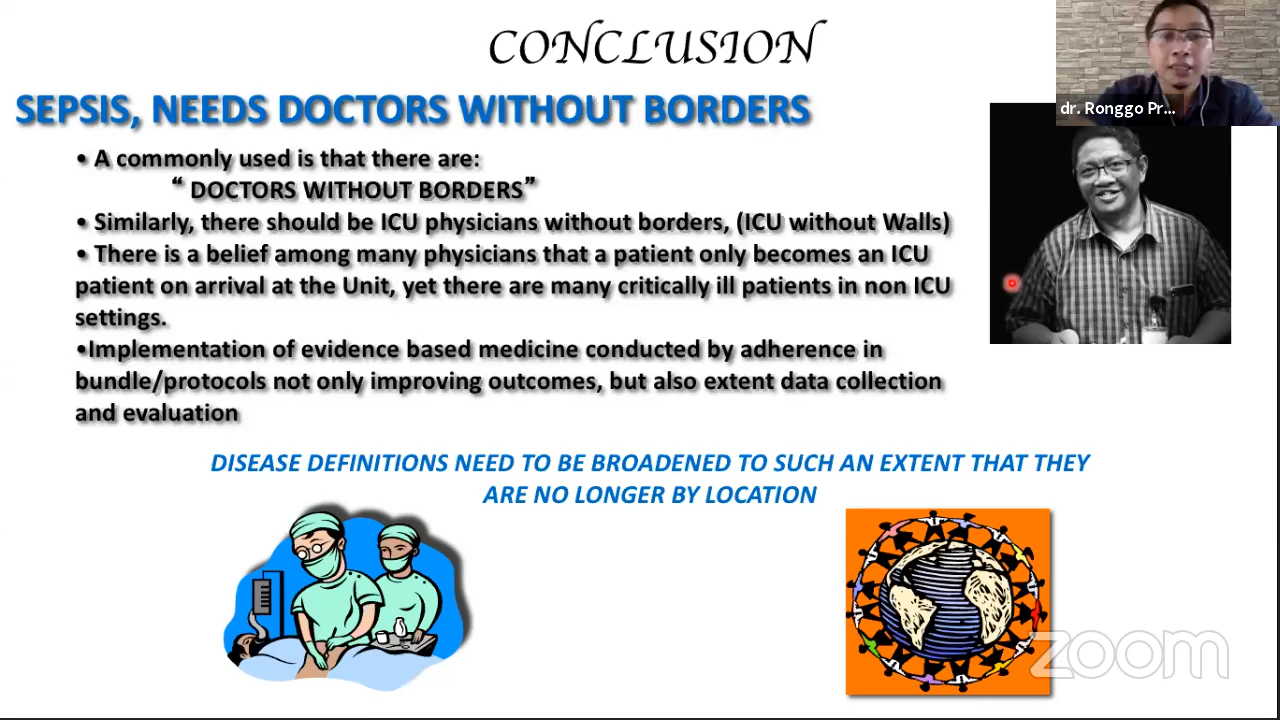 CONCLUSION
SEPSIS, NEEDS DOCTORS WITHOUT BORDERS
• A commonly used is that there are:
“ DOCTORS WITHOUT BORDERS”
• Similarly, there should be ICU physicians without borders, (ICU without Walls)
• There is a belief among many physicians that a patient only becomes an ICU
patient on arrival at the Unit, yet there are many critically ill patients in non ICU
settings.
•Implementation of evidence based medicine conducted by adherence in
bundle/protocols not only improving outcomes, but also extent data collection
and evaluation
DISEASE DEFINITIONS NEED TO BE BROADENED TO SUCH AN EXTENT THAT THEY
ARE NO LONGER BY LOCATION
dr. Ronggo Pr...
zoom